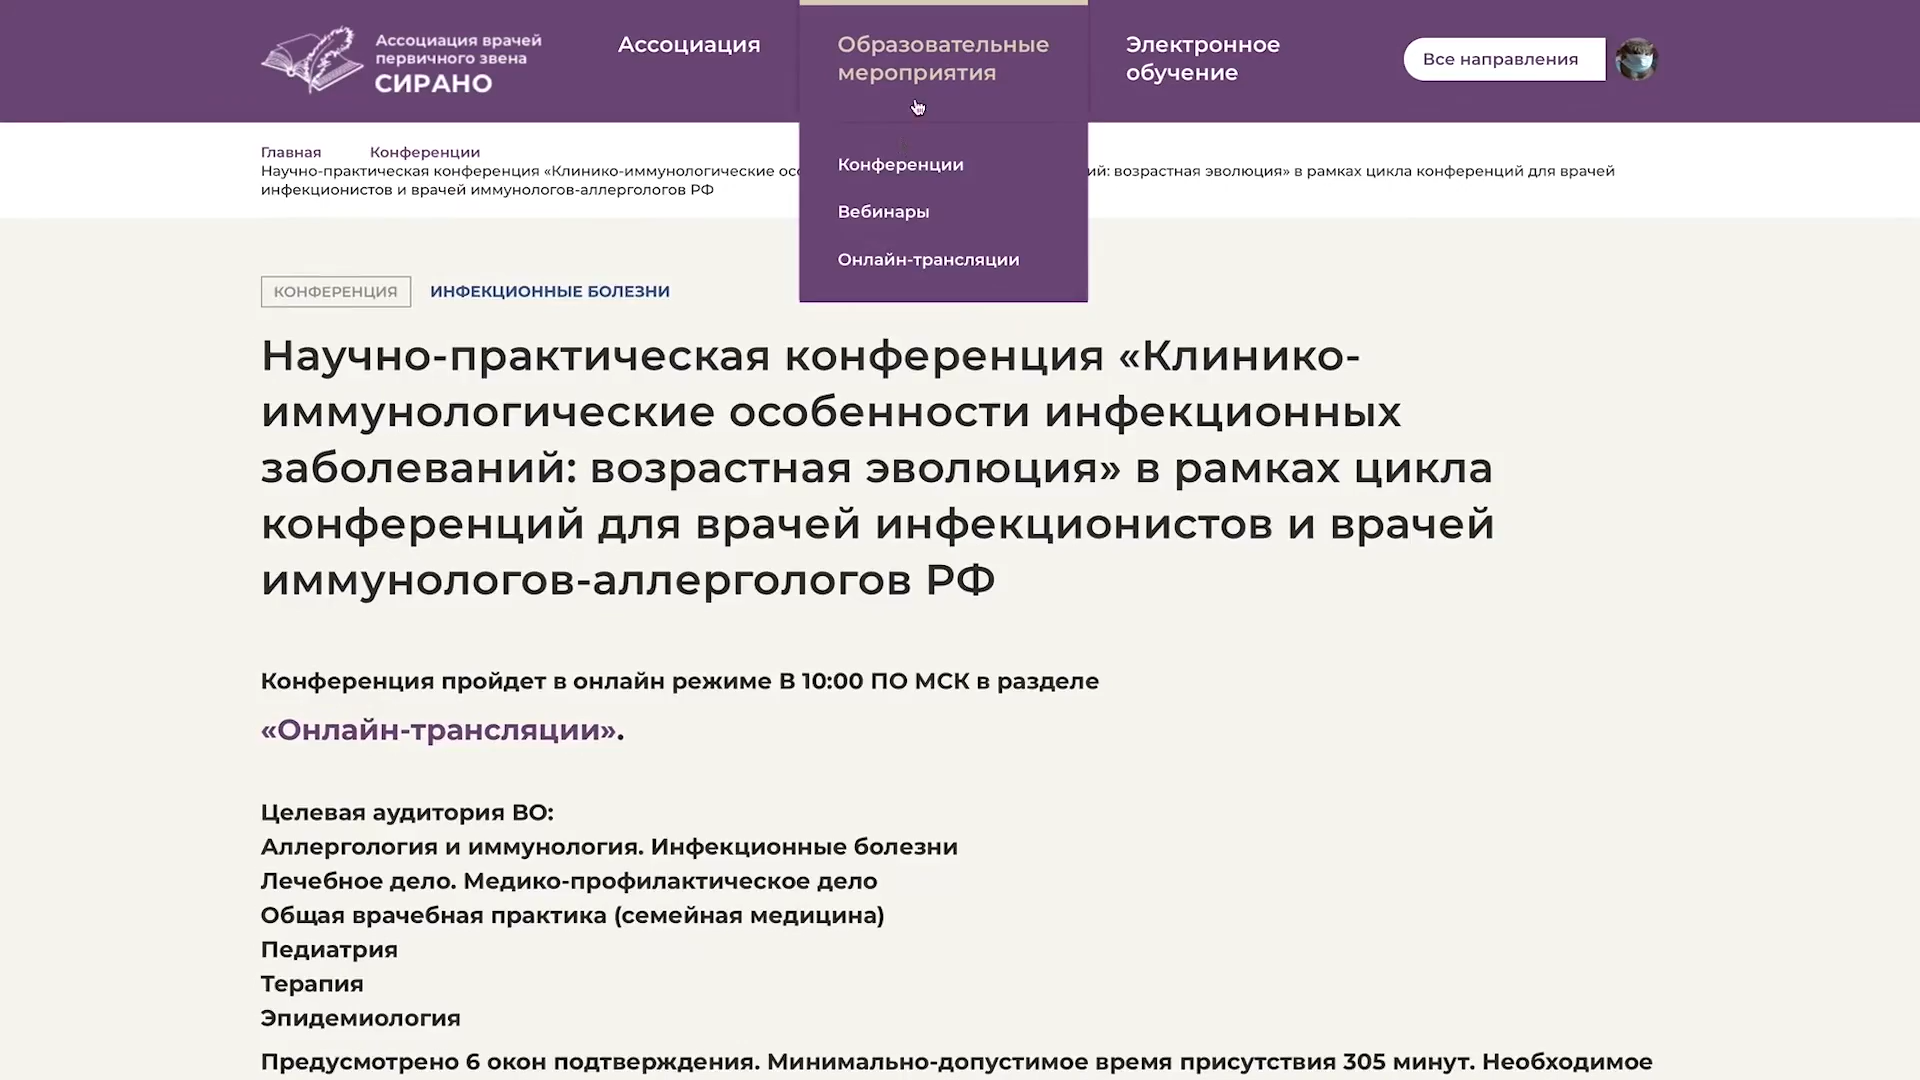 Ассоциация врачей
первичного звена
СИРАНО
Ассоциация
Образовательные
мероприятия
Электронное
обучение
Все направления
Конференции
Вебинары
Онлайн-трансляции
Главная Конференции
Научно-практическая конференция «Клинико-иммунологические ий: возрастная эволюция» в рамках цикла конференций для врачей
инфекционистов и врачей иммунологов-аллергологов РФ
КОНФЕРЕНЦИЯ ИНФЕКЦИОННЫЕ БОЛЕЗНИ
Научно-практическая конференция «Клинико-
иммунологические особенности инфекционных
заболеваний: возрастная эволюция» в рамках цикла
конференций для врачей инфекционистов и врачей
иммунологов-аллергологов РФ
Конференция пройдет в онлайн режиме В 10:00 ПО МСК в разделе
«Онлайн-трансляции».
Целевая аудитория ВО:
Аллергология и иммунология. Инфекционные болезни
Лечебное дело. Медико-профилактическое дело
Общая врачебная практика (семейная медицина)
Педиатрия
Терапия
Эпидемиология
Предусмотрено 6 окон подтверждения. Минимально-допустимое время присутствия 305 минут. Необходимое